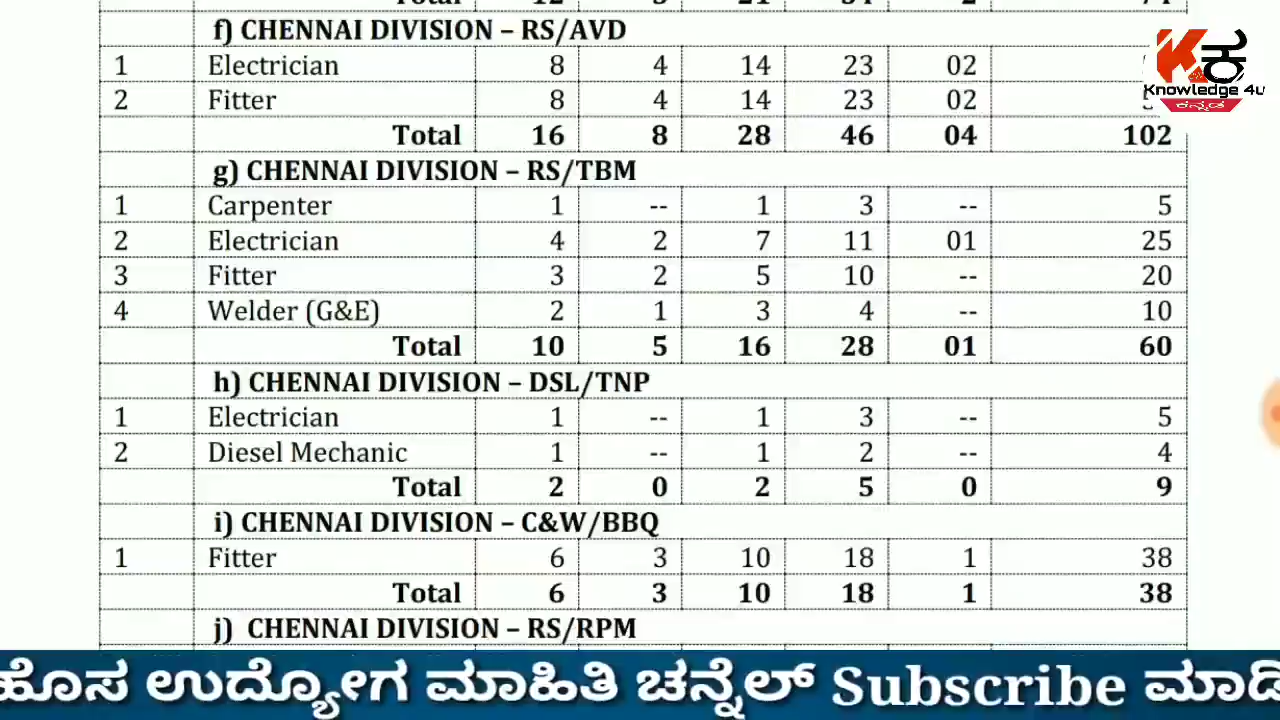 f) CHENNAI DIVISION – RS/AVD
1 Electrician 8 4 14 23 02
2 Fitter 8 4 14 23 02
Total 16 8 28 46 04 102
g) CHENNAI DIVISION – RS/TBM
1 Carpenter 1 -- 1 3 -- 5
2 Electrician 4 2 7 11 01 25
3 Fitter 3 2 5 10 -- 20
4 Welder (G&E) 2 1 3 4 -- 10
Total 10 5 16 28 01 60
h) CHENNAI DIVISION – DSL/TNP
1 Electrician 1 -- 1 3 -- 5
2 Diesel Mechanic 1 -- 1 2 -- 4
Total 2 0 2 5 0 9
i) CHENNAI DIVISION – C&W/BBQ
1 Fitter 6 3 10 18 1 38
Total 6 3 10 18 1 38
j) CHENNAI DIVISION – RS/RPM
K ಕ
Knowledge 4u
ಕನ್ನಡ
ಹೊಸ ಉದ್ಯೋಗ ಮಾಹಿತಿ ಚನ್ನೆಲ್ Subscribe ಮಾಡಿ